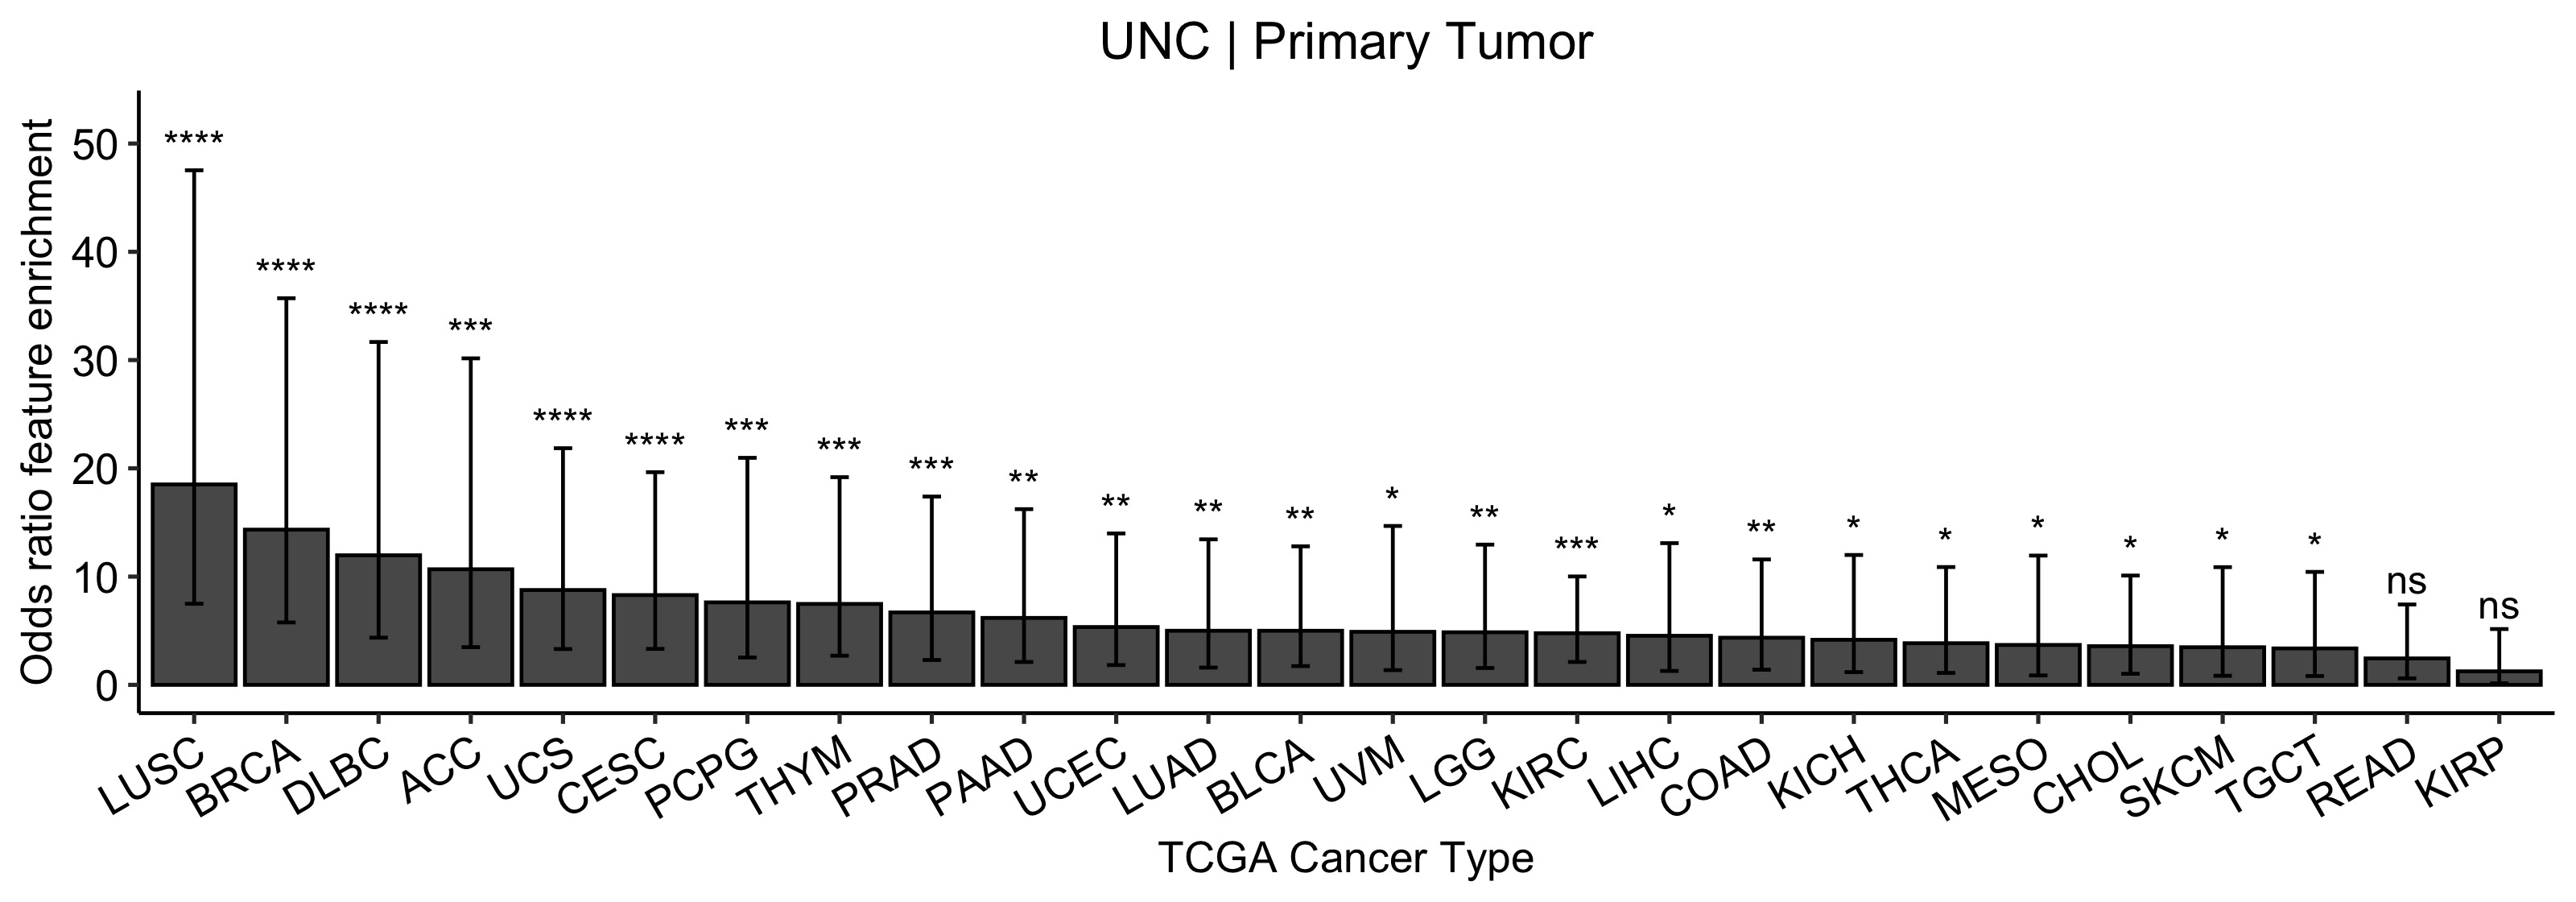 UNC | Primary Tumor
Odds ratio feature enrichment
50
40
30
20
10
0
**** **** **** *** **** **** *** *** *** ** ** ** ** * ** *** * ** * * * * * * ns ns
LUSC BRCA DLBC ACC UCS CESC PCPG THYM PRAD PAAD UCEC LUAD BLCA UVM LGG KIRC LIHC COAD KICH THCA MESO CHOL SKCM TGCT READ KIRP
TCGA Cancer Type